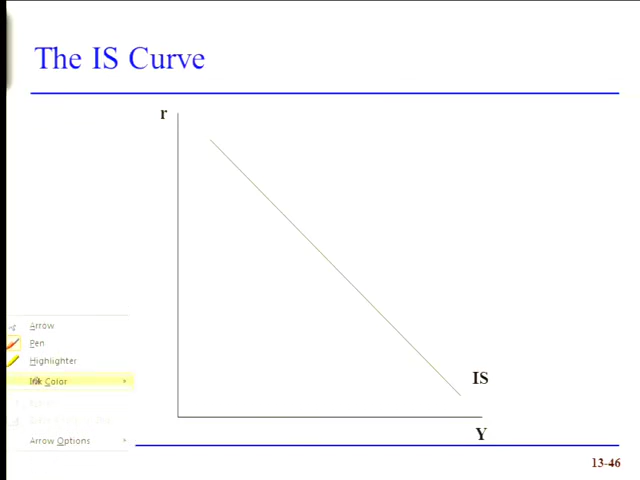 The IS Curve
r
Arrow
Pen
Highlighter
Ink Color
IS
Y
Arrow Options
13-46